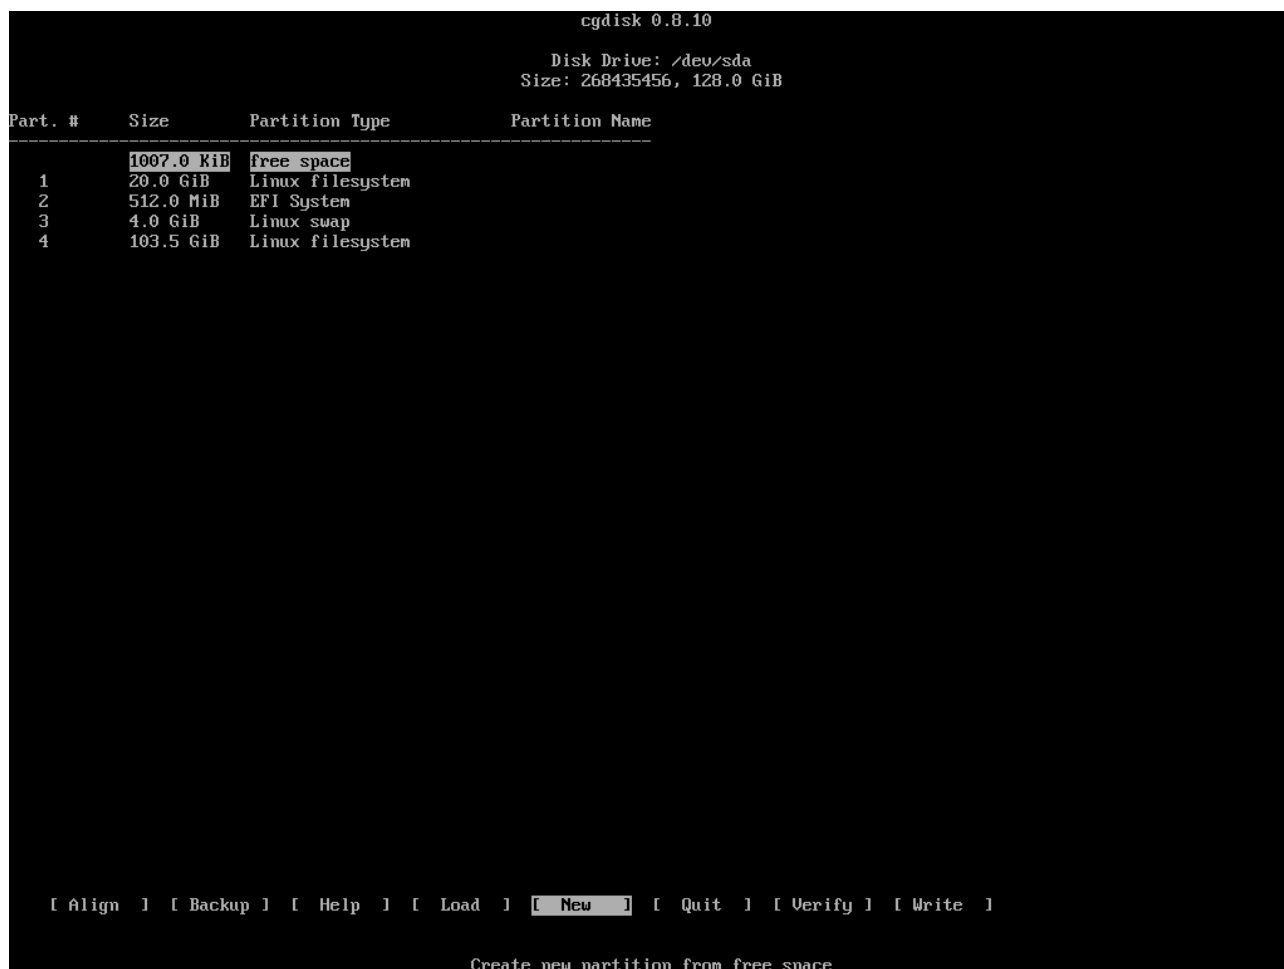 cgdisk 0.8.10
Disk Drive: /dev/sda
Size: 268435456, 128.0 GiB
Part. #     Size        Partition Type            Partition Name
----------------------------------------------------------------
            1007.0 KiB  free space
   1        20.0 GiB    Linux filesystem
   2        512.0 MiB   EFI System
   3        4.0 GiB     Linux swap
   4        103.5 GiB   Linux filesystem
[ Align  ]  [ Backup ]  [  Help  ]  [  Load  ]  [  New   ]  [  Quit  ]  [ Verify ]  [ Write  ]
Create new partition from free space